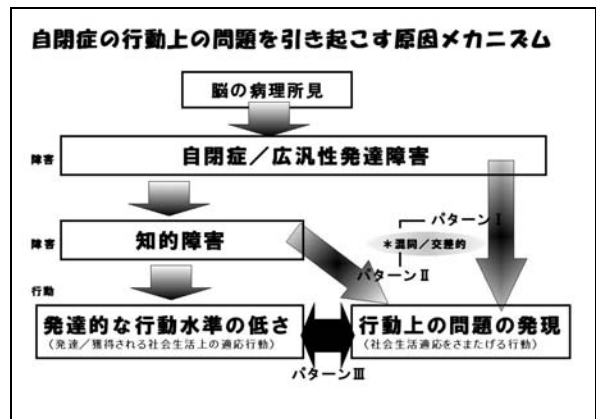 自閉症の行動上の問題を引き起こす原因メカニズム
脳の病理所見
障害
自閉症／広汎性発達障害
障害
知的障害
パターンⅠ
＊混同／交差的
パターンⅡ
行動
発達的な行動水準の低さ
（発達／獲得される社会生活上の適応行動）
行動上の問題の発現
（社会生活適応をさまたげる行動）
パターンⅢ